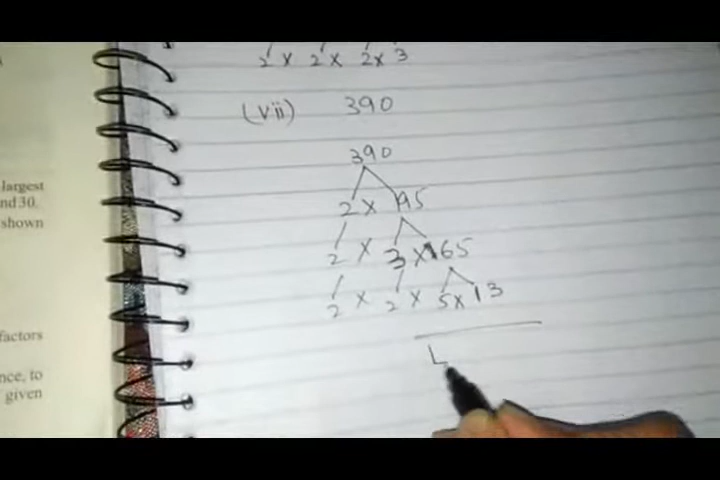 2 x 2 x 2 x 3
largest
nd 30.
shown
factors
nce, to
given
(vii) 390
390
2 x 195
2 x 3 x 65
2 x 2 x 5 x 13
L